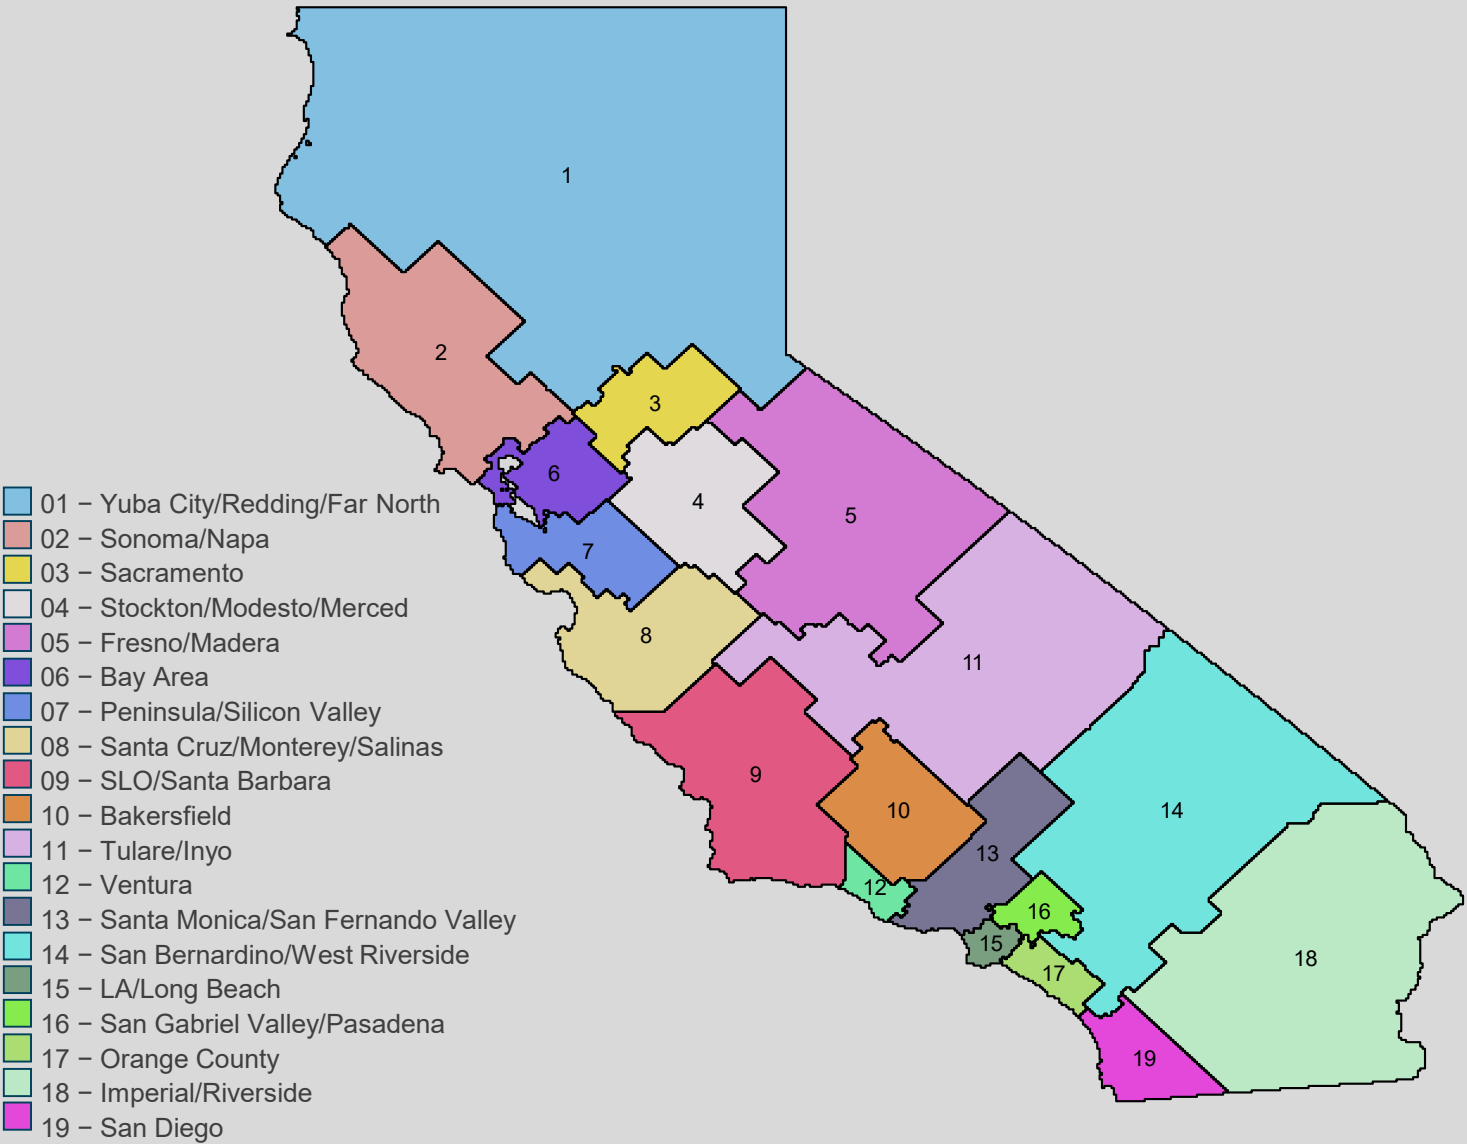 1
2
3
6
4
5
7
8
11
9
10
14
13
12
16
15
17
18
19
01 − Yuba City/Redding/Far North
02 − Sonoma/Napa
03 − Sacramento
04 − Stockton/Modesto/Merced
05 − Fresno/Madera
06 − Bay Area
07 − Peninsula/Silicon Valley
08 − Santa Cruz/Monterey/Salinas
09 − SLO/Santa Barbara
10 − Bakersfield
11 − Tulare/Inyo
12 − Ventura
13 − Santa Monica/San Fernando Valley
14 − San Bernardino/West Riverside
15 − LA/Long Beach
16 − San Gabriel Valley/Pasadena
17 − Orange County
18 − Imperial/Riverside
19 − San Diego